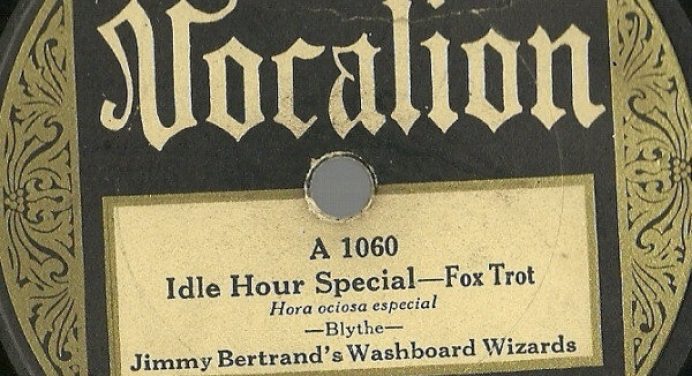 Vocalion
A 1060
Idle Hour Special—Fox Trot
Hora ociosa especial
—Blythe—
Jimmy Bertrand's Washboard Wizards